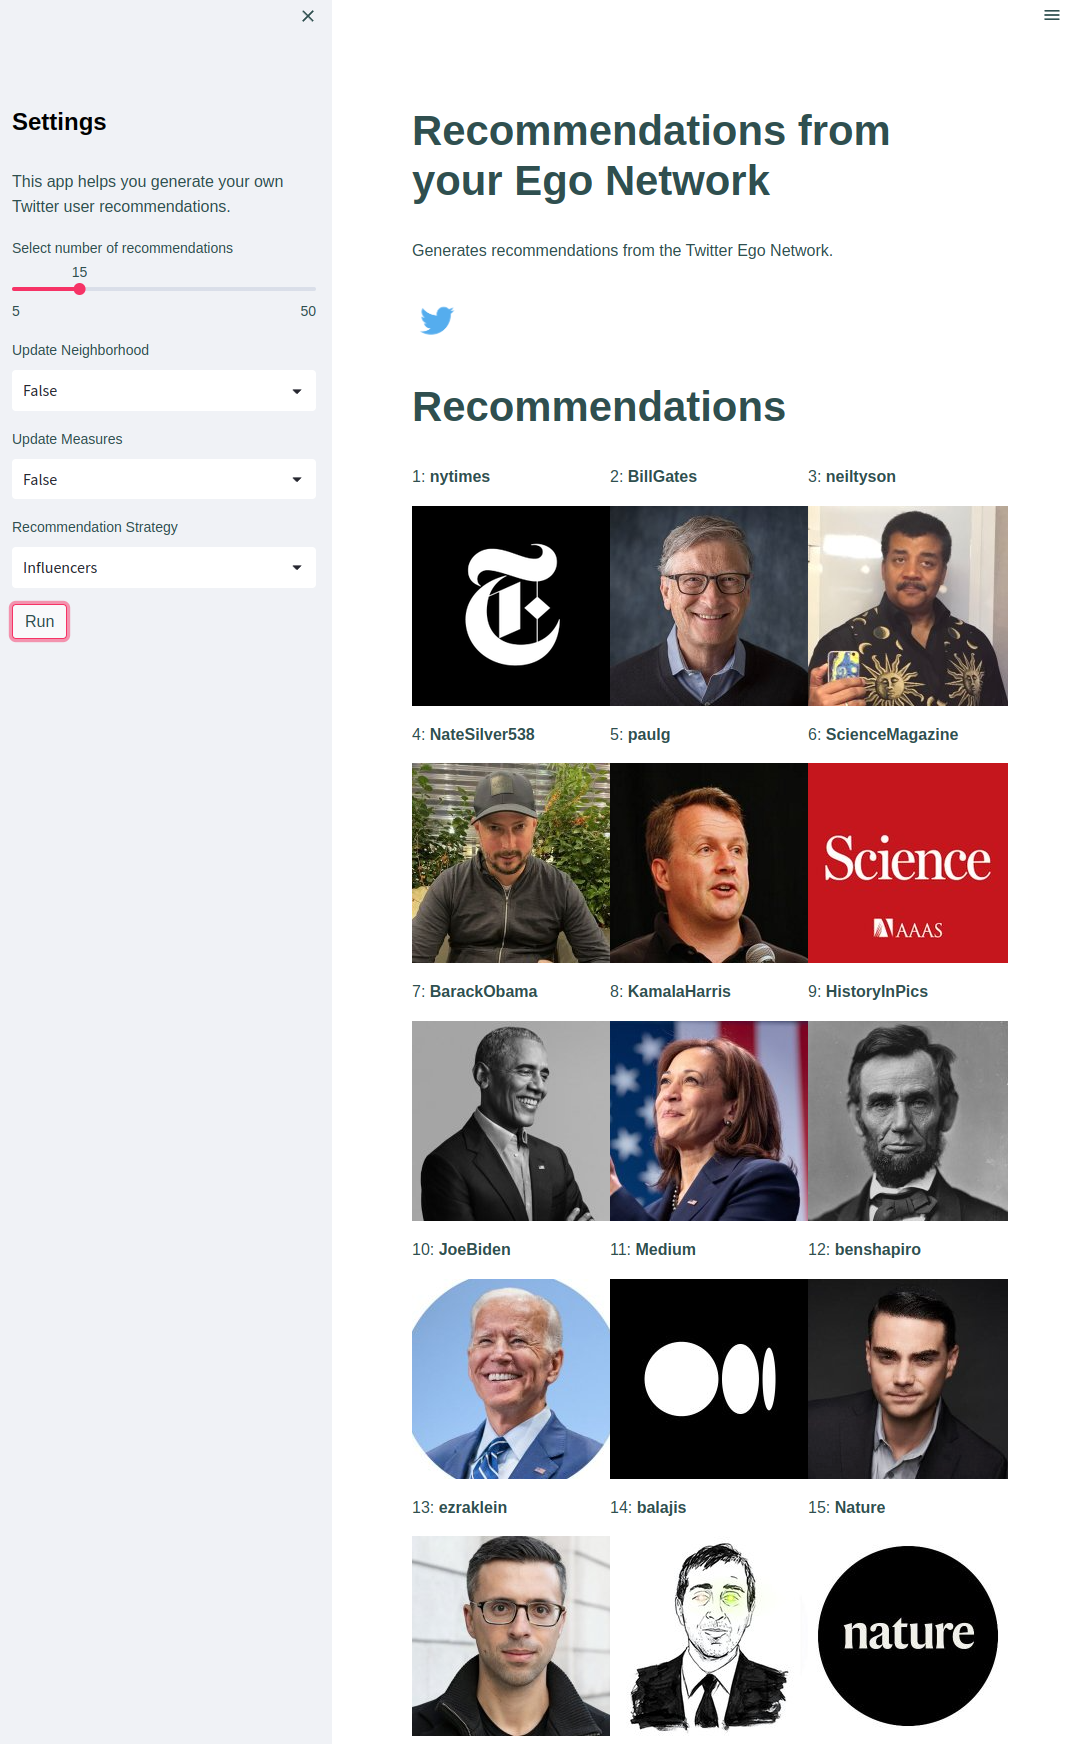 Settings
This app helps you generate your own
Twitter user recommendations.
Select number of recommendations
15
5 50
Update Neighborhood
False
Update Measures
False
Recommendation Strategy
Influencers
Run
Recommendations from
your Ego Network
Generates recommendations from the Twitter Ego Network.
Recommendations
1: nytimes 2: BillGates 3: neiltyson
4: NateSilver538 5: paulg 6: ScienceMagazine
Science
AAAS
7: BarackObama 8: KamalaHarris 9: HistoryInPics
10: JoeBiden 11: Medium 12: benshapiro
13: ezraklein 14: balajis 15: Nature
nature